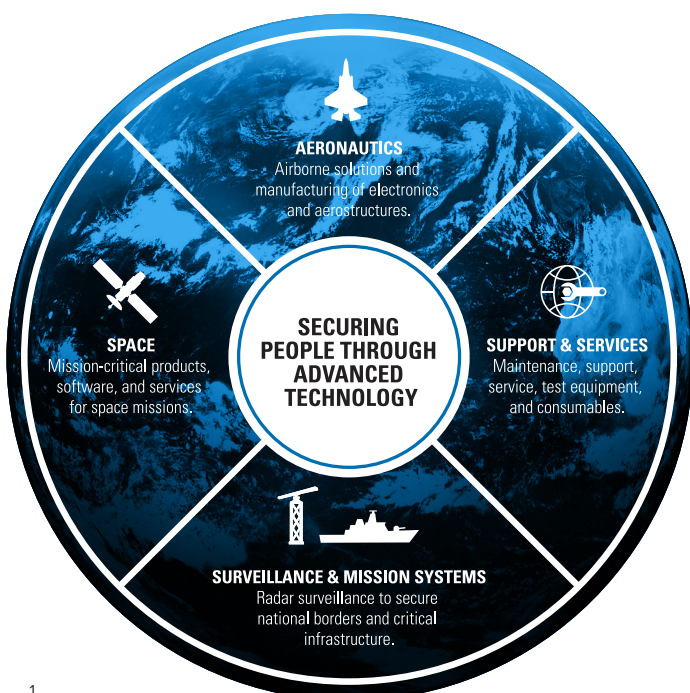 AERONAUTICS
Airborne solutions and
manufacturing of electronics
and aerostructures.
SPACE
Mission-critical products,
software, and services
for space missions.
SECURING
PEOPLE THROUGH
ADVANCED
TECHNOLOGY
SUPPORT & SERVICES
Maintenance, support,
service, test equipment,
and consumables.
SURVEILLANCE & MISSION SYSTEMS
Radar surveillance to secure
national borders and critical
infrastructure.
1